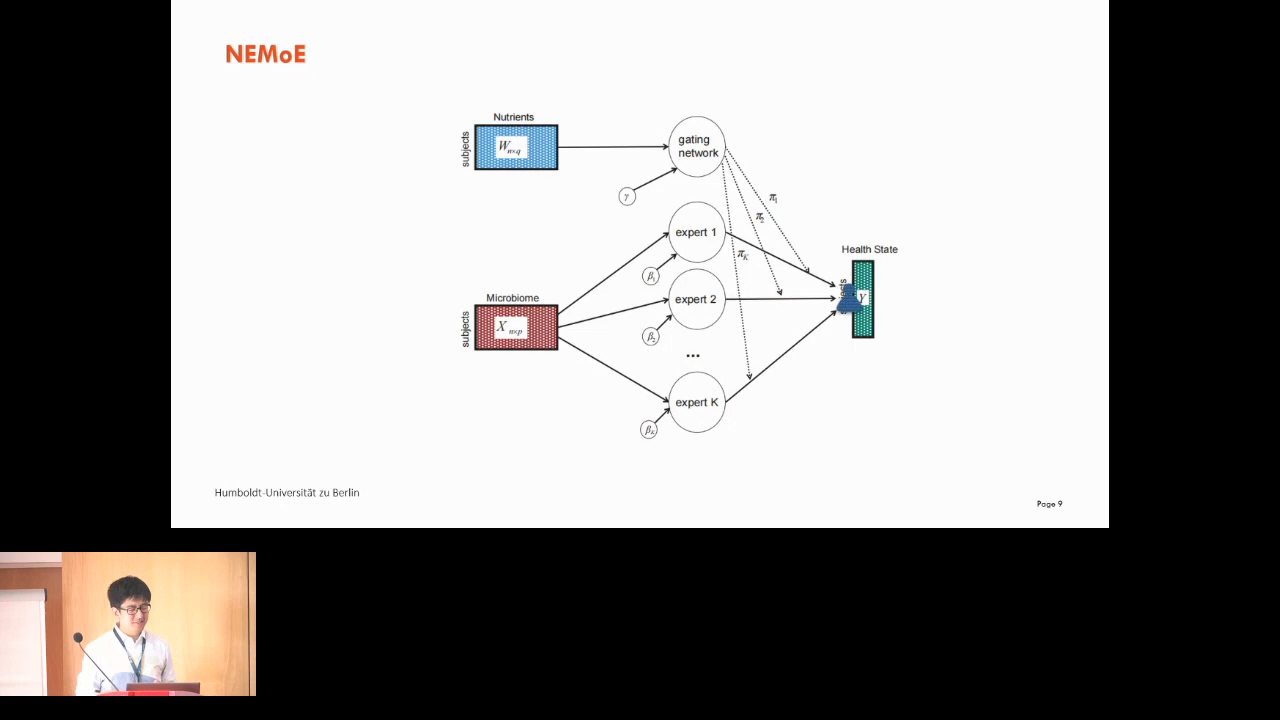 NEMoE
Nutrients
subjects
W n×q
gating
network
γ
π1
π2
πK
expert 1
β1
Health State
Y
Microbiome
subjects
X n×p
expert 2
β2
...
expert K
βK
Humboldt-Universität zu Berlin
Page 9